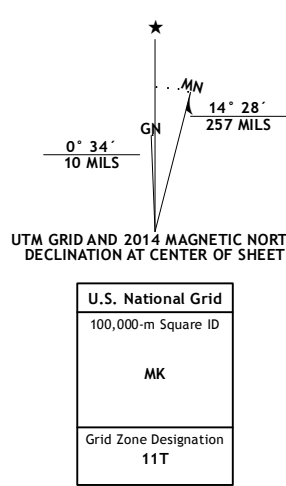 ★
MN
GN
14° 28´
257 MILS
0° 34´
10 MILS
UTM GRID AND 2014 MAGNETIC NORT
DECLINATION AT CENTER OF SHEET
U.S. National Grid
100,000-m Square ID
MK
Grid Zone Designation
11T